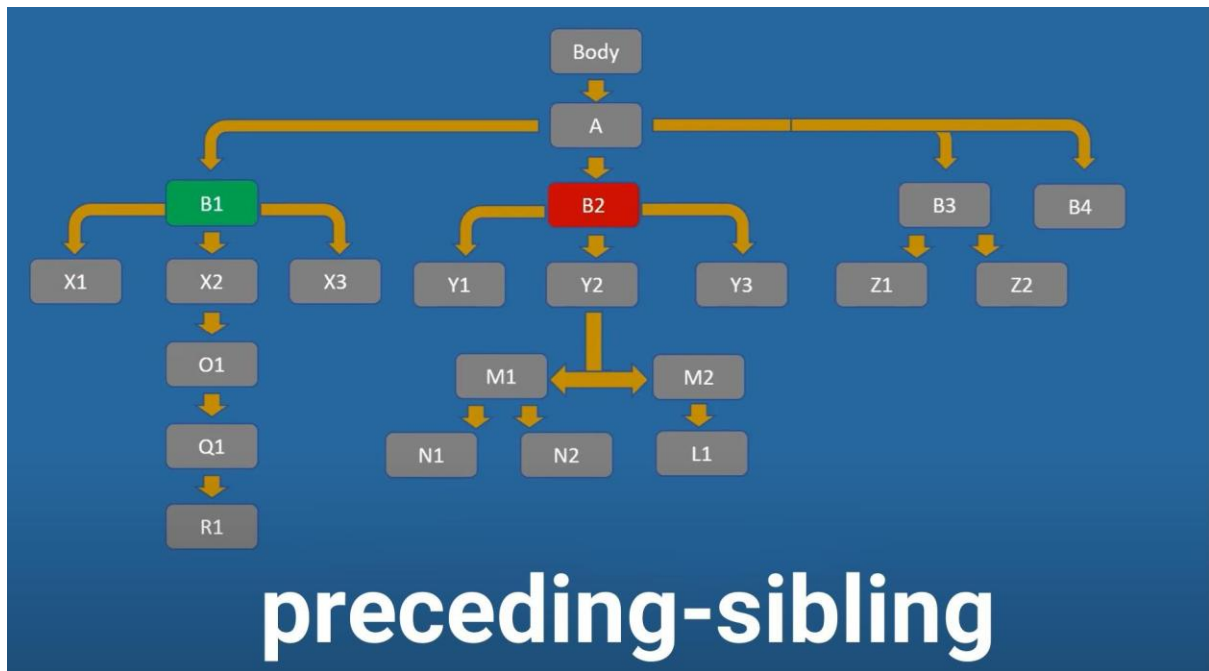 Body
A
B1
B2
B3
B4
X1
X2
X3
Y1
Y2
Y3
Z1
Z2
O1
M1
M2
Q1
N1
N2
L1
R1
preceding-sibling